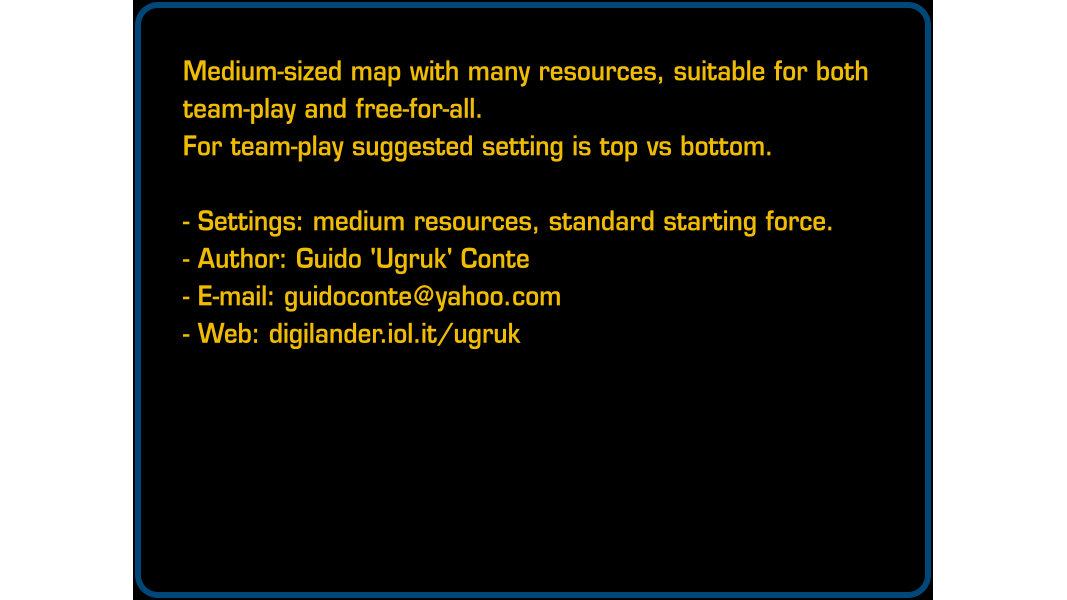 Medium-sized map with many resources, suitable for both
team-play and free-for-all.
For team-play suggested setting is top vs bottom.
- Settings: medium resources, standard starting force.
- Author: Guido 'Ugruk' Conte
- E-mail: guidoconte@yahoo.com
- Web: digilander.iol.it/ugruk